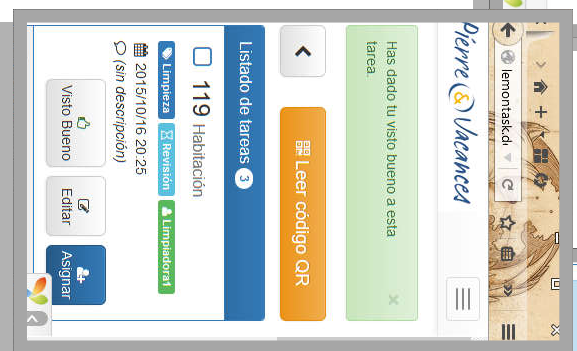 lemontask.de
Pierre & Vacances
Has dado tu visto bueno a esta
tarea.
Leer código QR
Listado de tareas 3
119 Habitación
Limpieza Revisión Limpiadora1
2015/10/16 20:25
(sin descripción)
Visto Bueno Editar Asignar